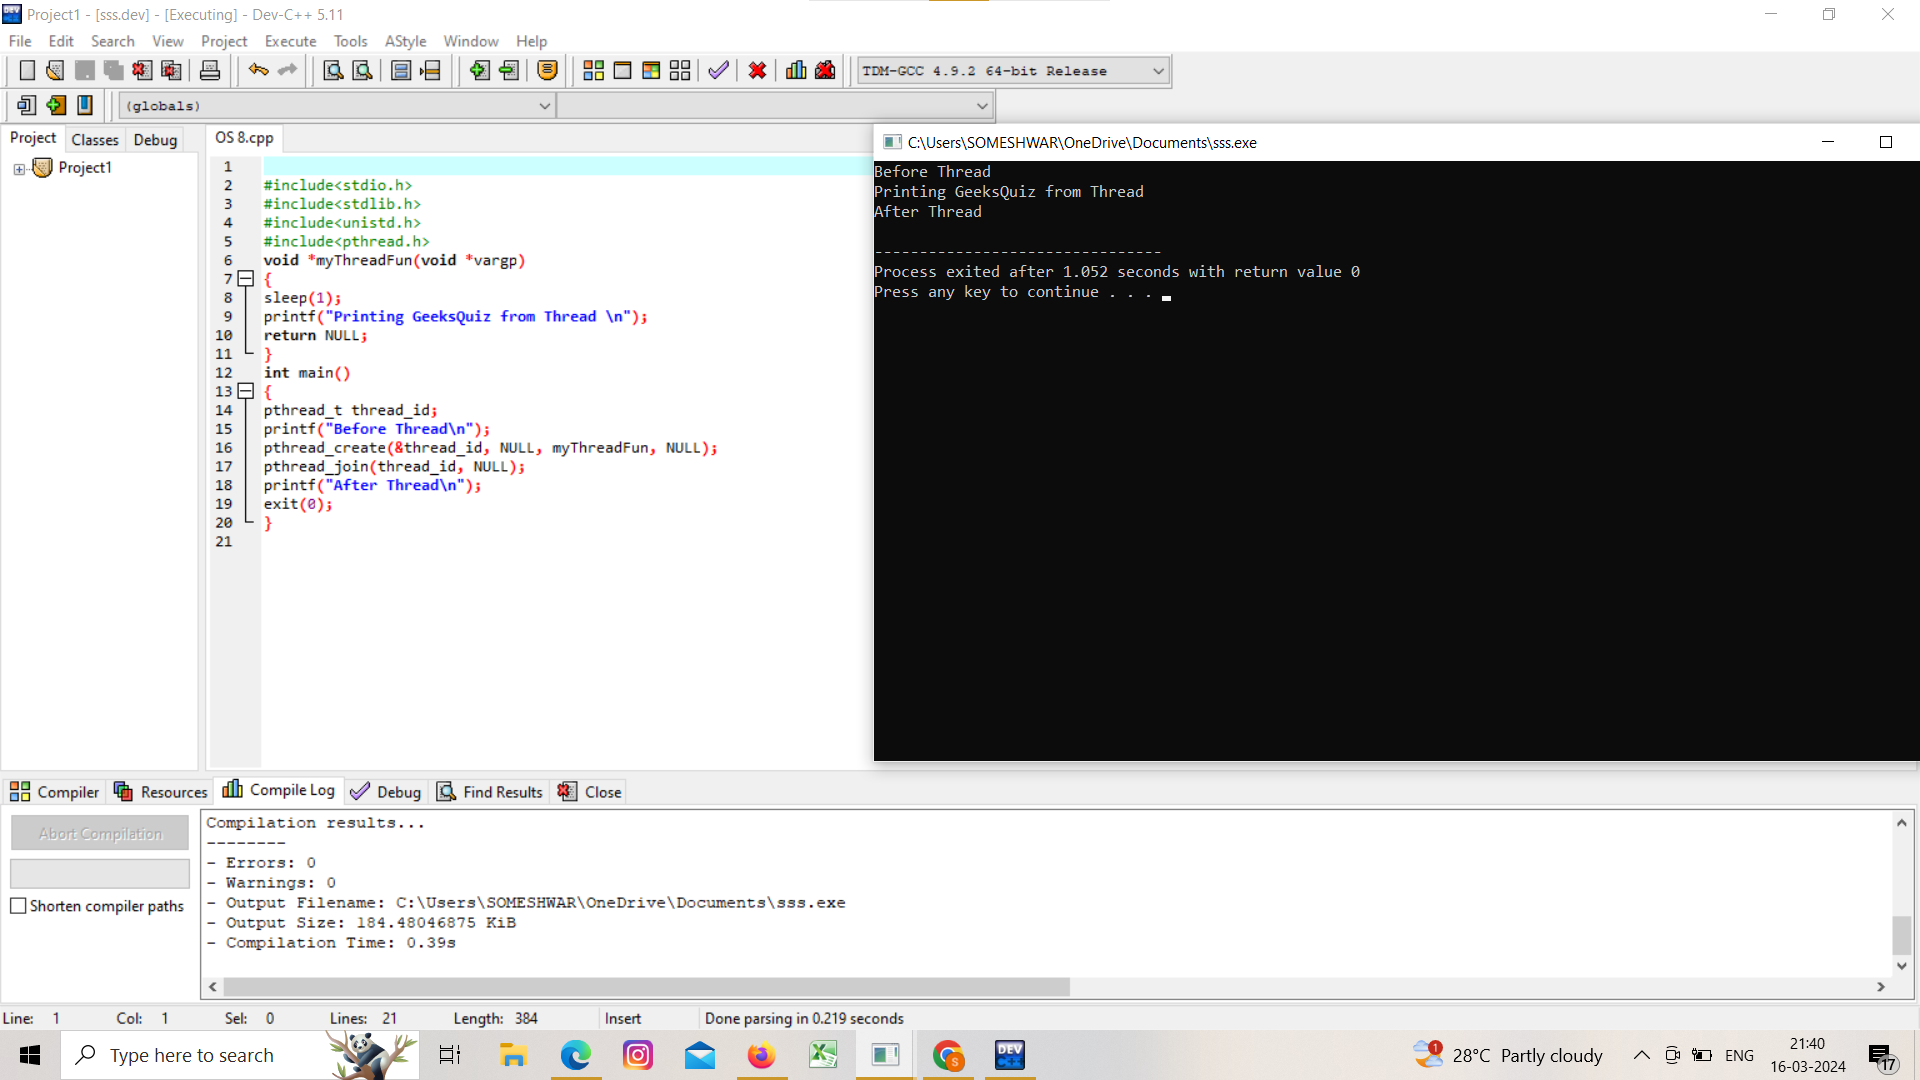 Project1 - [sss.dev] - [Executing] - Dev-C++ 5.11
File Edit Search View Project Execute Tools AStyle Window Help
TDM-GCC 4.9.2 64-bit Release
(globals)
Project Classes Debug
Project1
OS 8.cpp
1
2 #include<stdio.h>
3 #include<stdlib.h>
4 #include<unistd.h>
5 #include<pthread.h>
6 void *myThreadFun(void *vargp)
7 {
8 sleep(1);
9 printf("Printing GeeksQuiz from Thread \n");
10 return NULL;
11 }
12 int main()
13 {
14 pthread_t thread_id;
15 printf("Before Thread\n");
16 pthread_create(&thread_id, NULL, myThreadFun, NULL);
17 pthread_join(thread_id, NULL);
18 printf("After Thread\n");
19 exit(0);
20 }
21
C:\Users\SOMESHWAR\OneDrive\Documents\sss.exe
Before Thread
Printing GeeksQuiz from Thread
After Thread
--------------------------------
Process exited after 1.052 seconds with return value 0
Press any key to continue . . .
Compiler Resources Compile Log Debug Find Results Close
Abort Compilation
Shorten compiler paths
Compilation results...
--------
- Errors: 0
- Warnings: 0
- Output Filename: C:\Users\SOMESHWAR\OneDrive\Documents\sss.exe
- Output Size: 184.48046875 KiB
- Compilation Time: 0.39s
Line: 1 Col: 1 Sel: 0 Lines: 21 Length: 384 Insert Done parsing in 0.219 seconds
Type here to search
DEV C++
S
1
28°C Partly cloudy
ENG
21:40
16-03-2024
17